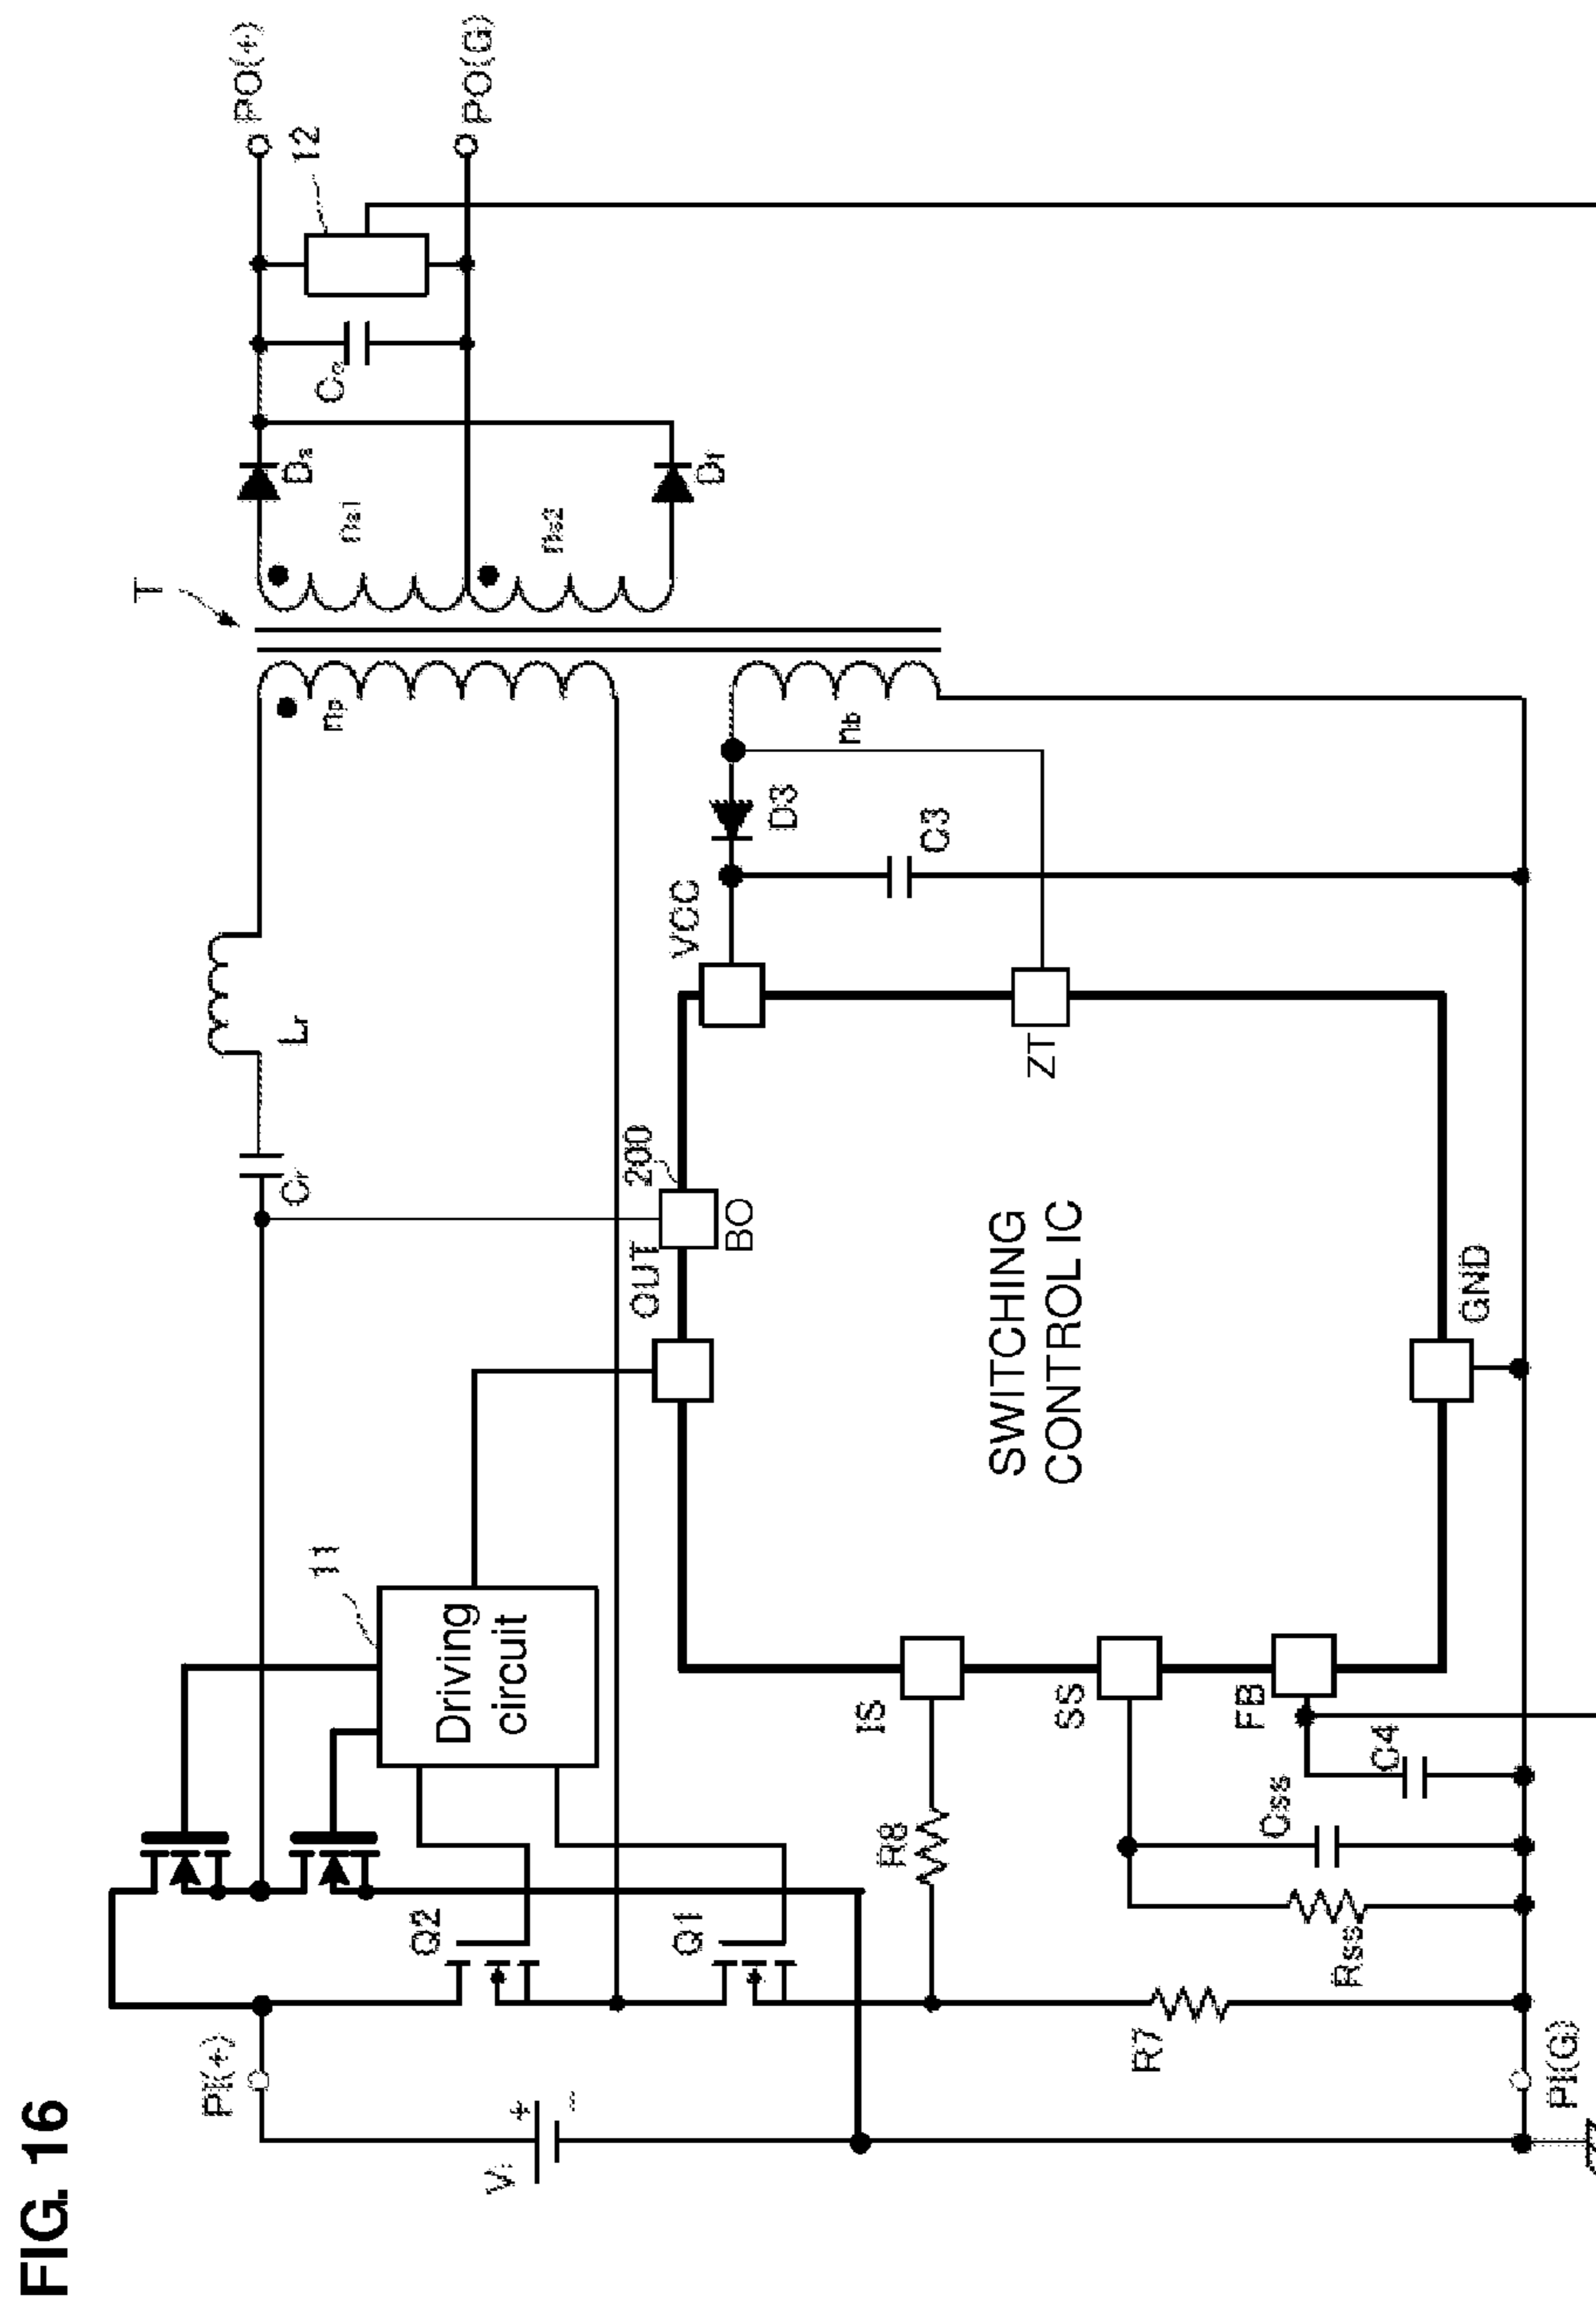 FIG. 16
T
PI(+)
Vi
+
-
Q2
Q1
11
Driving
circuit
Cr
Lr
np
ns1
ns2
Ds
Df
Co
12
PO(+)
PO(G)
OUT
200
BO
VCC
D3
nb
C3
ZT
IS
R8
SS
FB
SWITCHING
CONTROL IC
GND
R7
Rss
Css
C4
PI(G)